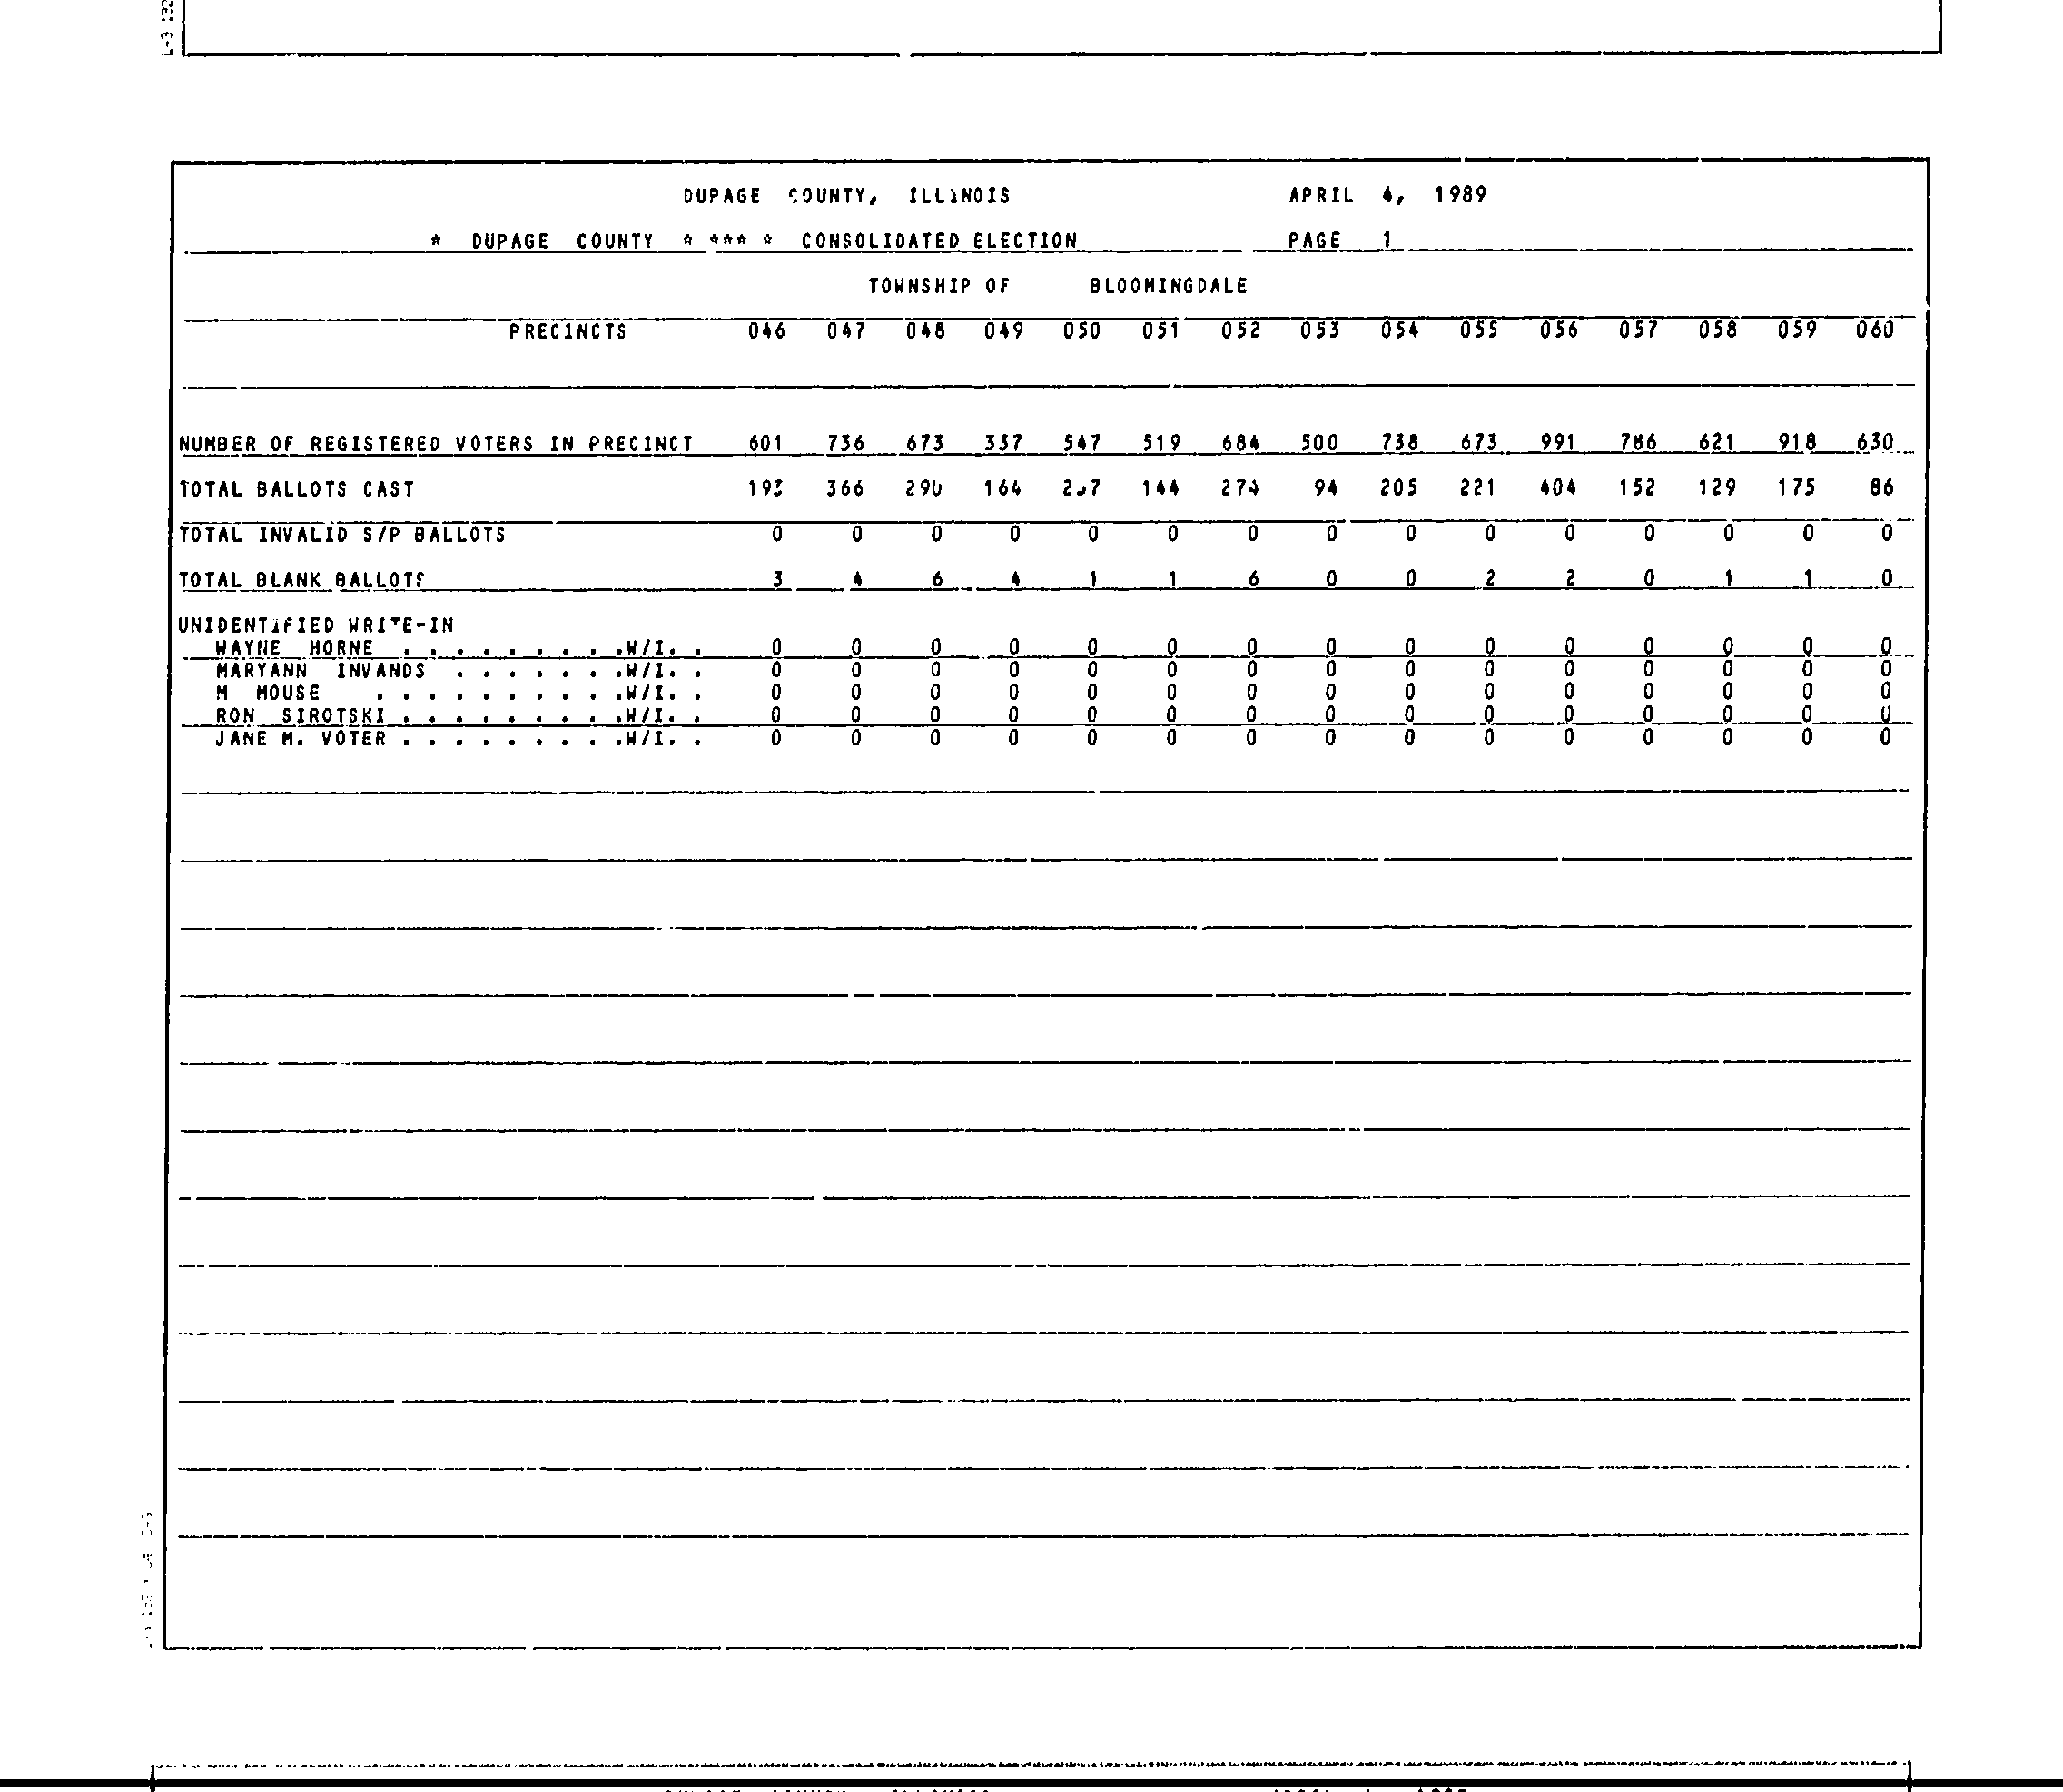 DUPAGE COUNTY, ILLINOIS APRIL 4, 1989
* DUPAGE COUNTY * *** * CONSOLIDATED ELECTION PAGE 1
TOWNSHIP OF BLOOMINGDALE
PRECINCTS 046 047 048 049 050 051 052 053 054 055 056 057 058 059 060
NUMBER OF REGISTERED VOTERS IN PRECINCT 601 736 673 337 547 519 684 500 738 673 991 786 621 918 630
TOTAL BALLOTS CAST 193 366 290 164 144 274 94 205 221 404 152 129 175 86
TOTAL INVALID S/P BALLOTS 0 0 0 0 0 0 0 0 0 0 0 0 0 0 0
TOTAL BLANK BALLOTS 3 4 6 4 1 1 6 0 0 2 2 0 1 1 0
UNIDENTIFIED WRITE-IN
WAYNE HORNE . . . . . . . . .W/I. . 0 0 0 0 0 0 0 0 0 0 0 0 0 0 0
MARYANN INVANDS . . . . . . .W/I. . 0 0 0 0 0 0 0 0 0 0 0 0 0 0 0
M MOUSE . . . . . . . . . .W/I. . 0 0 0 0 0 0 0 0 0 0 0 0 0 0 0
RON SIROTSKI . . . . . . . . .W/I. . 0 0 0 0 0 0 0 0 0 0 0 0 0 0 0
JANE M. VOTER . . . . . . . . .W/I. . 0 0 0 0 0 0 0 0 0 0 0 0 0 0 0